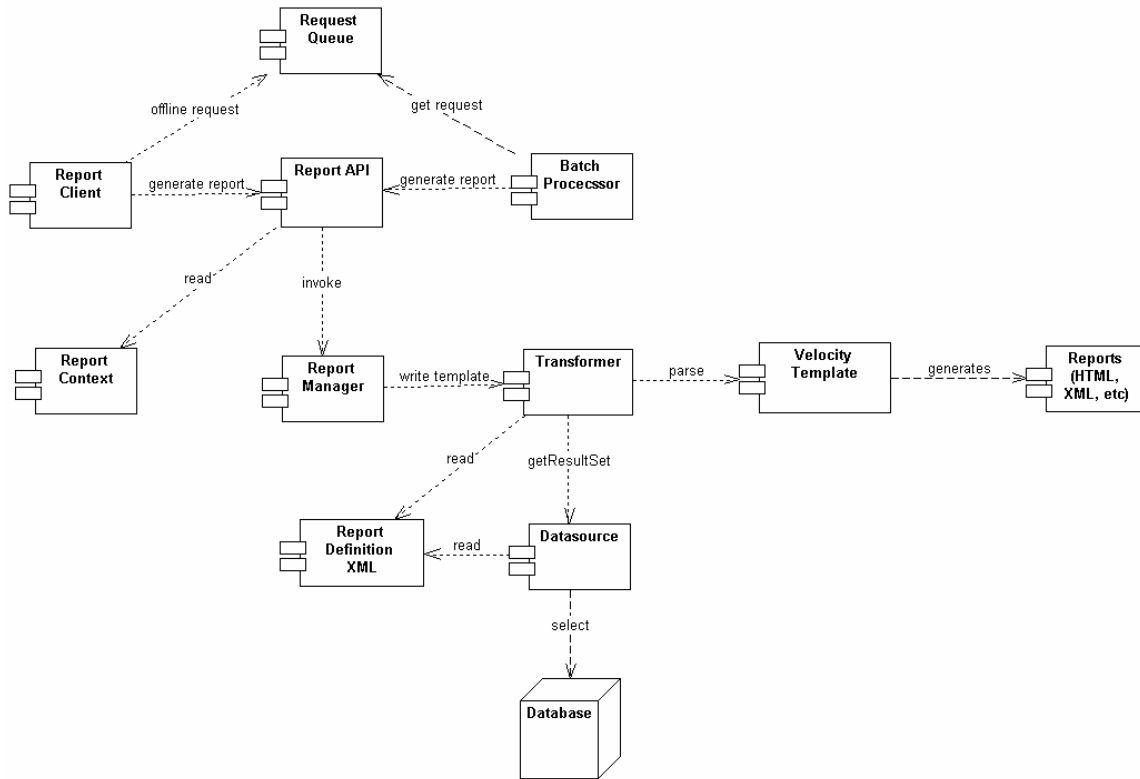 Request
Queue
offline request
get request
Report
Client
generate report
Report API
generate report
Batch
Procecssor
read
invoke
Report
Context
Report
Manager
write template
Transformer
parse
Velocity
Template
generates
Reports
(HTML,
XML, etc)
read
getResultSet
Report
Definition
XML
read
Datasource
select
Database